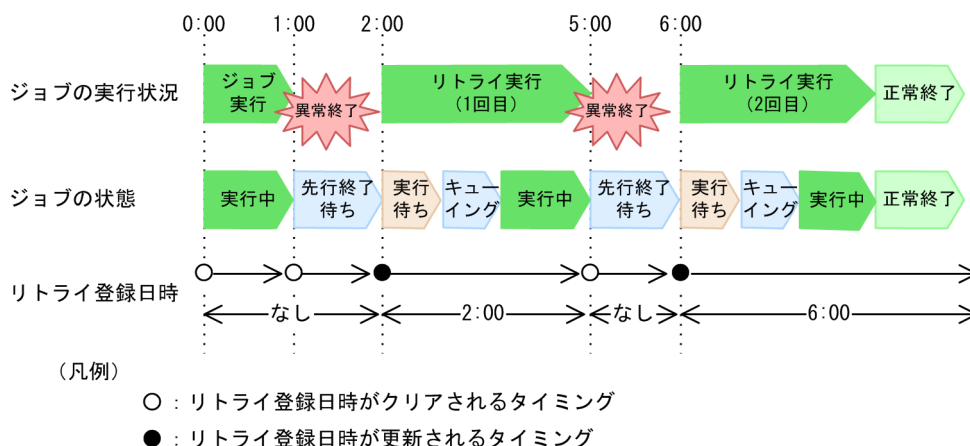 0:00 1:00 2:00 5:00 6:00
ジョブの実行状況
ジョブ
実行
異常終了
リトライ実行
(1回目)
異常終了
リトライ実行
(2回目)
正常終了
ジョブの状態
実行中
先行終了
待ち
実行
待ち
キュー
イング
実行中
先行終了
待ち
実行
待ち
キュー
イング
実行中
正常終了
リトライ登録日時
なし
2:00
なし
6:00
(凡例)
○ : リトライ登録日時がクリアされるタイミング
● : リトライ登録日時が更新されるタイミング